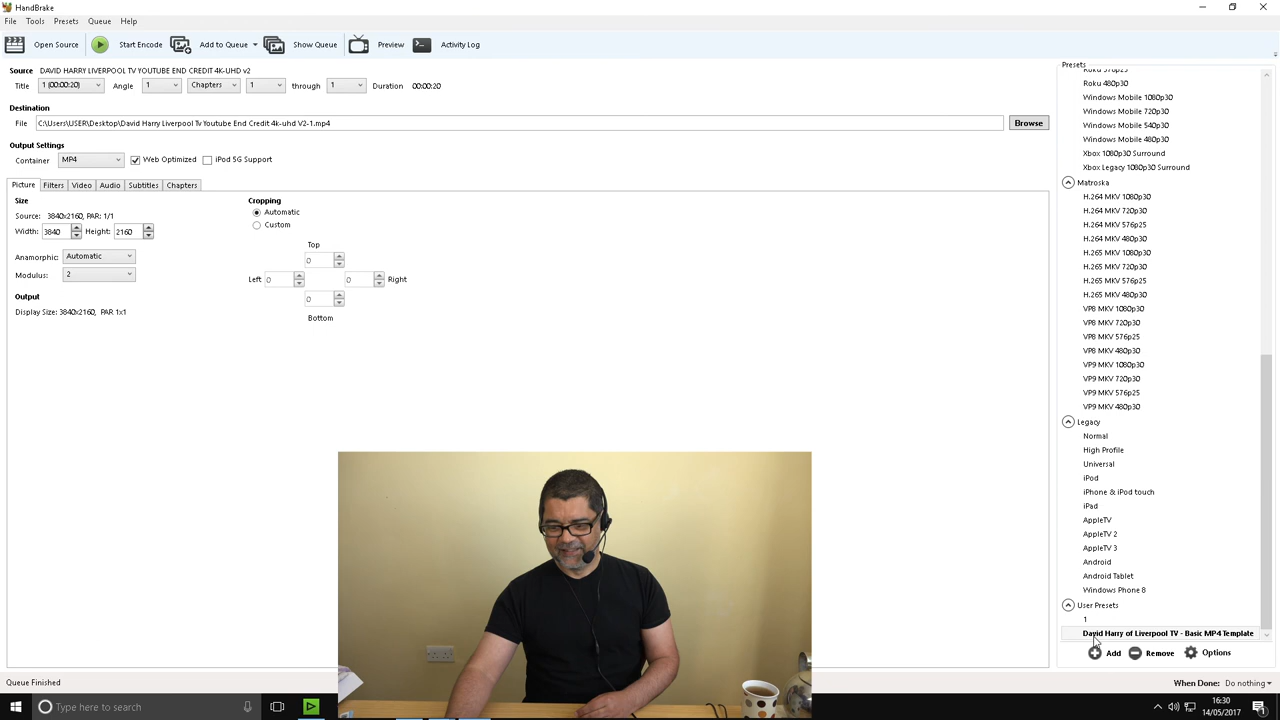 HandBrake
File Tools Presets Queue Help
Open Source Start Encode Add to Queue Show Queue Preview Activity Log
Source DAVID HARRY LIVERPOOL TV YOUTUBE END CREDIT 4K-UHD v2
Title 1 (00:00:20) Angle 1 Chapters 1 through 1 Duration 00:00:20
Destination
File C:\Users\USER\Desktop\David Harry Liverpool Tv Youtube End Credit 4k-uhd V2-1.mp4 Browse
Output Settings
Container MP4 Web Optimized iPod 5G Support
Picture Filters Video Audio Subtitles Chapters
Size
Source: 3840x2160, PAR: 1/1
Width: 3840 Height: 2160
Anamorphic: Automatic
Modulus: 2
Output
Display Size: 3840x2160, PAR 1x1
Cropping
Automatic
Custom
Top
0
Left 0 0 Right
0
Bottom
Presets
Roku 576p25
Roku 480p30
Windows Mobile 1080p30
Windows Mobile 720p30
Windows Mobile 540p30
Windows Mobile 480p30
Xbox 1080p30 Surround
Xbox Legacy 1080p30 Surround
Matroska
H.264 MKV 1080p30
H.264 MKV 720p30
H.264 MKV 576p25
H.264 MKV 480p30
H.265 MKV 1080p30
H.265 MKV 720p30
H.265 MKV 576p25
H.265 MKV 480p30
VP8 MKV 1080p30
VP8 MKV 720p30
VP8 MKV 576p25
VP8 MKV 480p30
VP9 MKV 1080p30
VP9 MKV 720p30
VP9 MKV 576p25
VP9 MKV 480p30
Legacy
Normal
High Profile
Universal
iPod
iPhone & iPod touch
iPad
AppleTV
AppleTV 2
AppleTV 3
Android
Android Tablet
Windows Phone 8
User Presets
1
David Harry of Liverpool TV - Basic MP4 Template
Add Remove Options
Queue Finished
When Done: Do nothing
Type here to search
16:30
14/05/2017
1